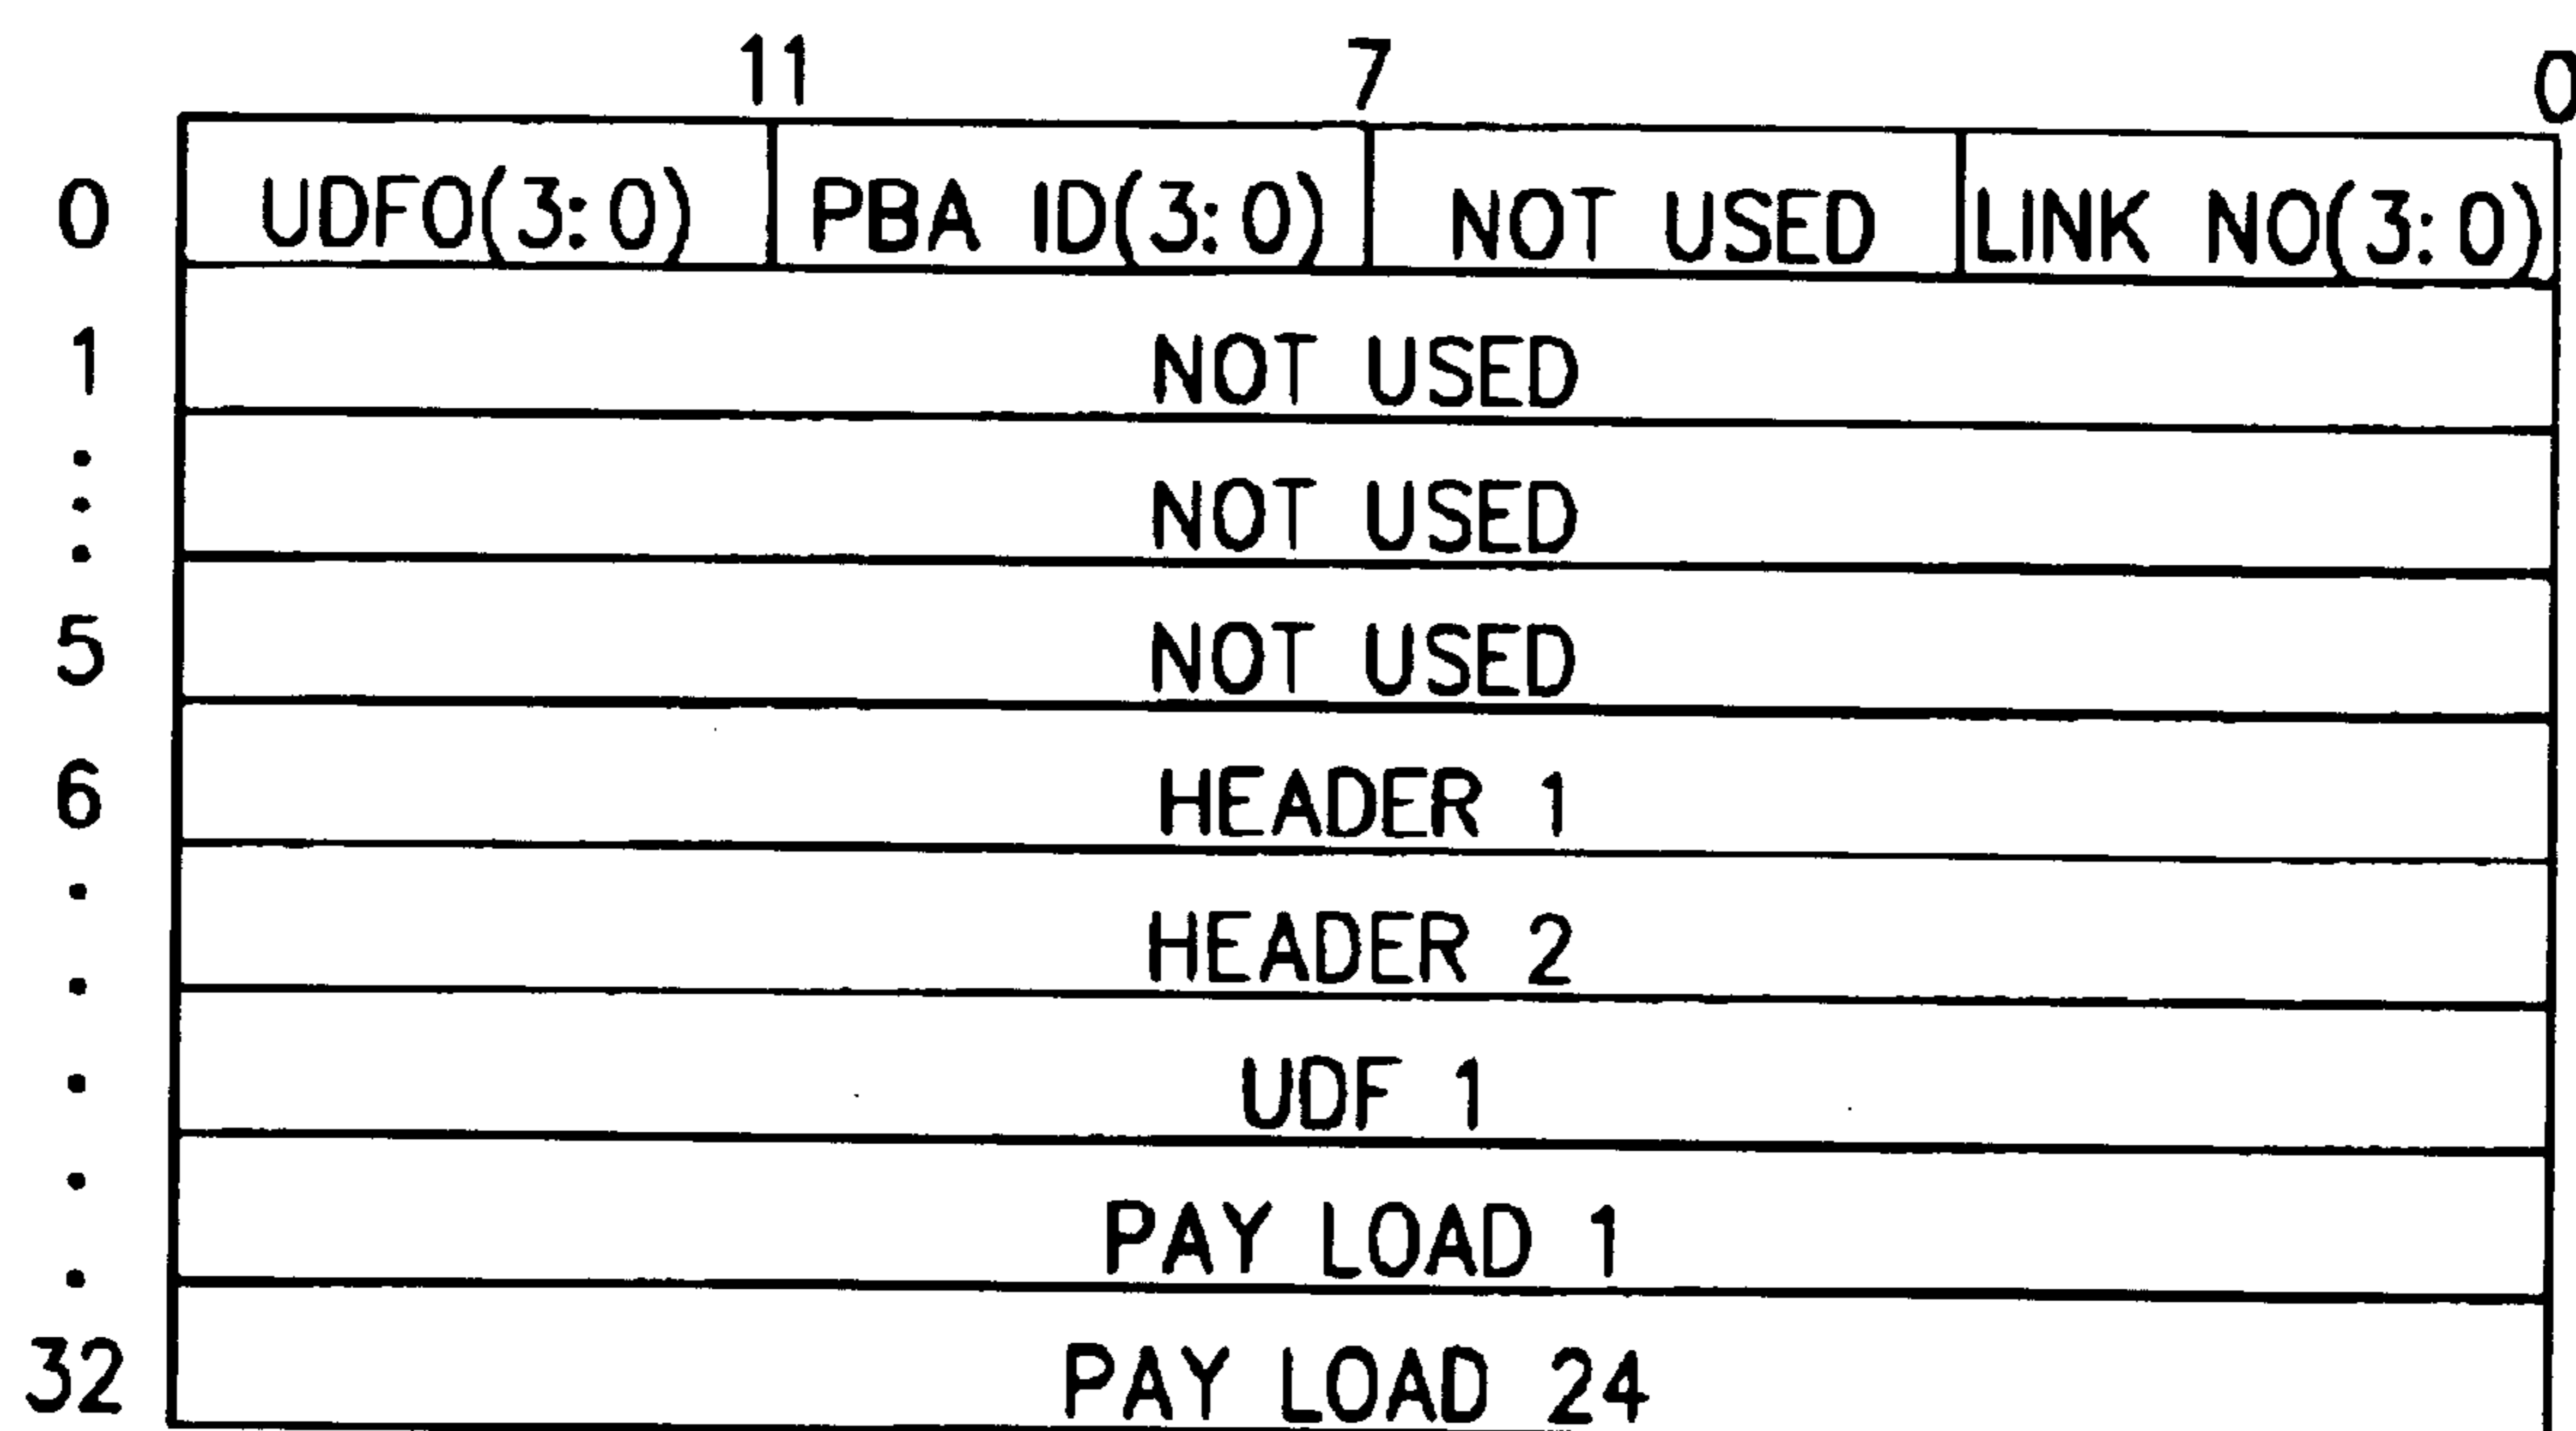 11 7 0
0 UDFO(3:0) PBA ID(3:0) NOT USED LINK NO(3:0)
1 NOT USED
NOT USED
5 NOT USED
6 HEADER 1
HEADER 2
UDF 1
PAY LOAD 1
32 PAY LOAD 24